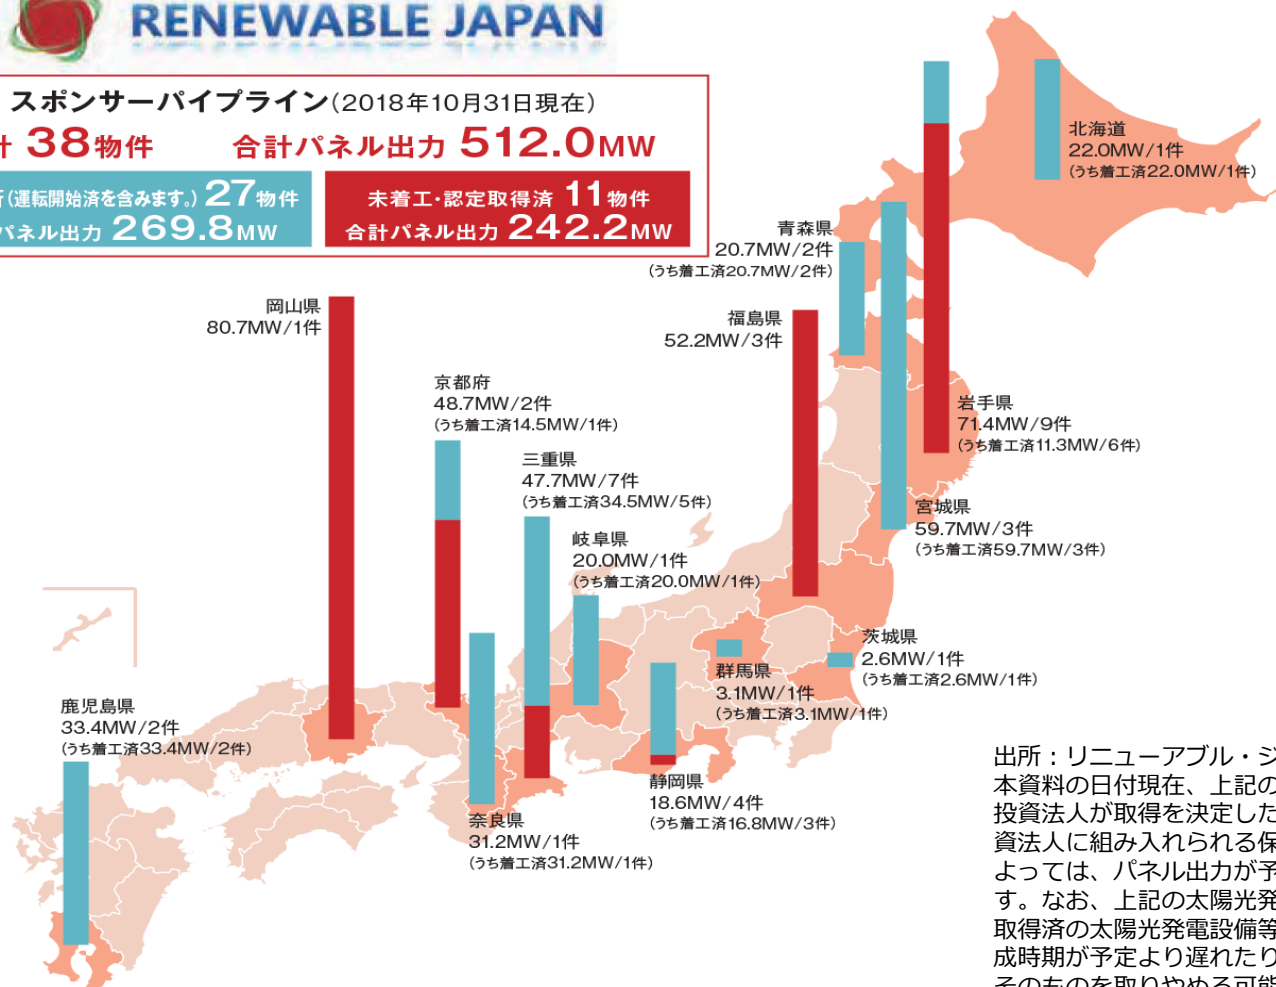 RENEWABLE JAPAN
スポンサーパイプライン(2018年10月31日現在)
計 38物件 合計パネル出力 512.0MW
(運転開始済を含みます。) 27物件
パネル出力 269.8MW
未着工・認定取得済 11物件
合計パネル出力 242.2MW
北海道
22.0MW/1件
(うち着工済22.0MW/1件)
青森県
20.7MW/2件
(うち着工済20.7MW/2件)
岡山県
80.7MW/1件
福島県
52.2MW/3件
京都府
48.7MW/2件
(うち着工済14.5MW/1件)
岩手県
71.4MW/9件
(うち着工済11.3MW/6件)
三重県
47.7MW/7件
(うち着工済34.5MW/5件)
宮城県
59.7MW/3件
(うち着工済59.7MW/3件)
岐阜県
20.0MW/1件
(うち着工済20.0MW/1件)
茨城県
2.6MW/1件
(うち着工済2.6MW/1件)
群馬県
3.1MW/1件
(うち着工済3.1MW/1件)
鹿児島県
33.4MW/2件
(うち着工済33.4MW/2件)
静岡県
18.6MW/4件
(うち着工済16.8MW/3件)
奈良県
31.2MW/1件
(うち着工済31.2MW/1件)
出所：リニューアブル・ジ
本資料の日付現在、上記の
投資法人が取得を決定した
資法人に組み入れられる保
よっては、パネル出力が予
す。なお、上記の太陽光発
取得済の太陽光発電設備等
成時期が予定より遅れたり
そのものを取りやめる可能